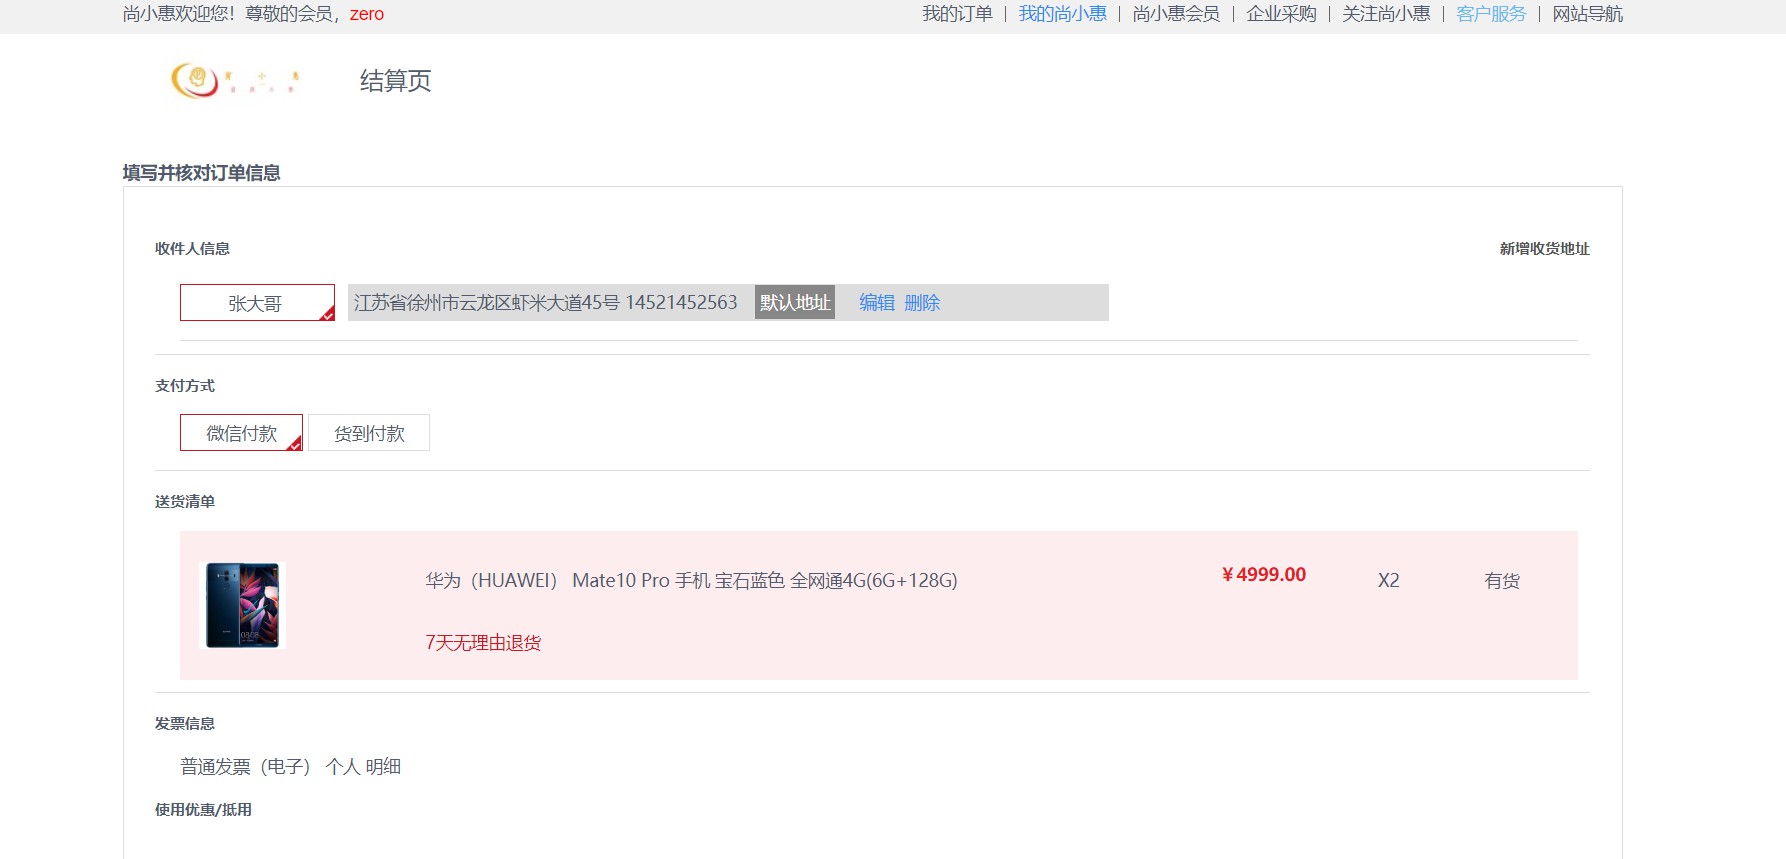 尚小惠欢迎您！尊敬的会员，zero
我的订单 | 我的尚小惠 | 尚小惠会员 | 企业采购 | 关注尚小惠 | 客户服务 | 网站导航
结算页
填写并核对订单信息
收件人信息 新增收货地址
张大哥 江苏省徐州市云龙区虾米大道45号 14521452563 默认地址 编辑 删除
支付方式
微信付款 货到付款
送货清单
华为（HUAWEI） Mate10 Pro 手机 宝石蓝色 全网通4G(6G+128G) ￥4999.00 X2 有货
7天无理由退货
发票信息
普通发票（电子） 个人 明细
使用优惠/抵用